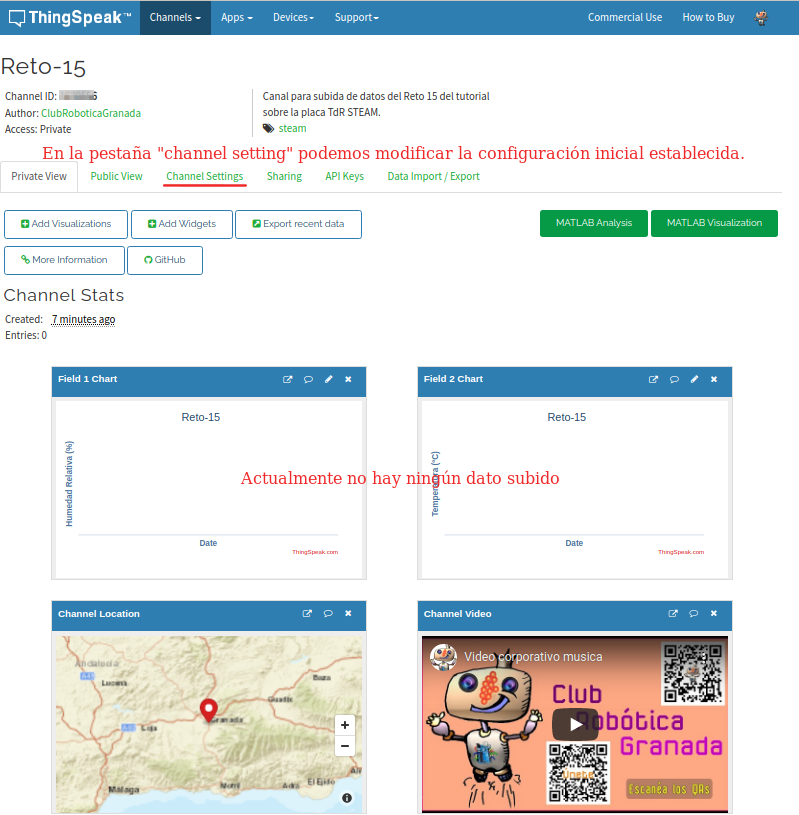 ThingSpeak™
Channels
Apps
Devices
Support
Commercial Use
How to Buy
Reto-15
Channel ID:
Author: ClubRoboticaGranada
Access: Private
Canal para subida de datos del Reto 15 del tutorial
sobre la placa TdR STEAM.
steam
En la pestaña "channel setting" podemos modificar la configuración inicial establecida.
Private View
Public View
Channel Settings
Sharing
API Keys
Data Import / Export
Add Visualizations
Add Widgets
Export recent data
MATLAB Analysis
MATLAB Visualization
More Information
GitHub
Channel Stats
Created: 7 minutes ago
Entries: 0
Field 1 Chart
Reto-15
Humedad Relativa (%)
Date
ThingSpeak.com
Field 2 Chart
Reto-15
Temperatura (°C)
Date
ThingSpeak.com
Actualmente no hay ningún dato subido
Channel Location
Andalucía
Lucena
Baza
Guadix
Granada
Loja
Málaga
Motril
Adra
El Ejido
+
−
Channel Video
Video corporativo musica
Club
Robótica
Granada
Únete
Escanéa los QRs